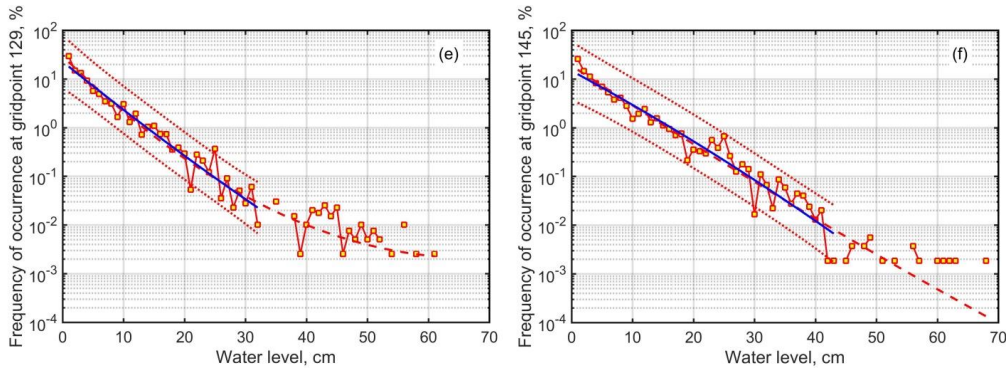 Frequency of occurrence at gridpoint 129, %
10^2
10^1
10^0
10^-1
10^-2
10^-3
10^-4
0 10 20 30 40 50 60 70
Water level, cm
(e)
Frequency of occurrence at gridpoint 145, %
10^2
10^1
10^0
10^-1
10^-2
10^-3
10^-4
0 10 20 30 40 50 60 70
Water level, cm
(f)